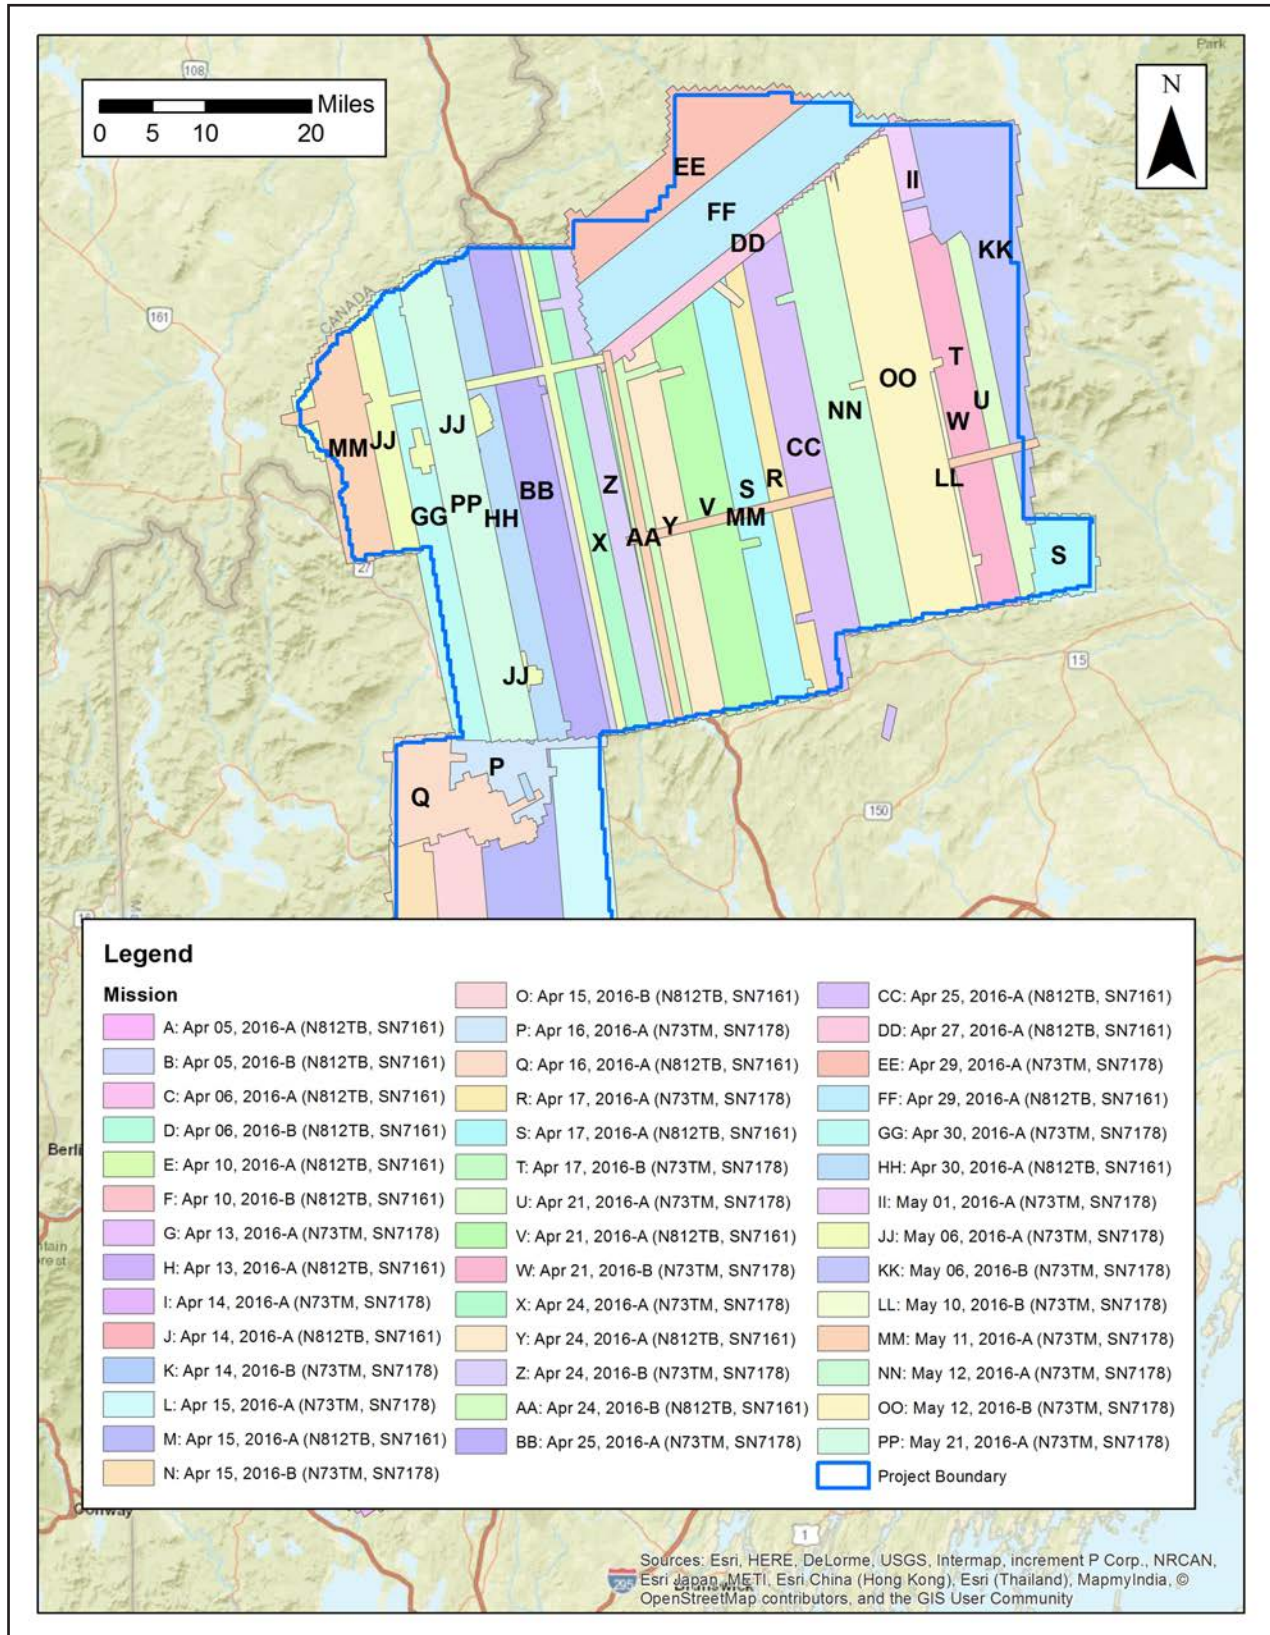 Park
108
Miles
0 5 10 20
N
EE
II
FF
DD
KK
CANADA
161
T
OO
U
JJ
NN
W
MM
JJ
CC
Z
R
LL
BB
S
PP
V
GG
HH
MM
Y
AA
X
S
27
15
JJ
P
Q
150
Legend
Mission
A: Apr 05, 2016-A (N812TB, SN7161)
B: Apr 05, 2016-B (N812TB, SN7161)
C: Apr 06, 2016-A (N812TB, SN7161)
D: Apr 06, 2016-B (N812TB, SN7161)
E: Apr 10, 2016-A (N812TB, SN7161)
F: Apr 10, 2016-B (N812TB, SN7161)
G: Apr 13, 2016-A (N73TM, SN7178)
H: Apr 13, 2016-A (N812TB, SN7161)
I: Apr 14, 2016-A (N73TM, SN7178)
J: Apr 14, 2016-A (N812TB, SN7161)
K: Apr 14, 2016-B (N73TM, SN7178)
L: Apr 15, 2016-A (N73TM, SN7178)
M: Apr 15, 2016-A (N812TB, SN7161)
N: Apr 15, 2016-B (N73TM, SN7178)
O: Apr 15, 2016-B (N812TB, SN7161)
P: Apr 16, 2016-A (N73TM, SN7178)
Q: Apr 16, 2016-A (N812TB, SN7161)
R: Apr 17, 2016-A (N73TM, SN7178)
S: Apr 17, 2016-A (N812TB, SN7161)
T: Apr 17, 2016-B (N73TM, SN7178)
U: Apr 21, 2016-A (N73TM, SN7178)
V: Apr 21, 2016-A (N812TB, SN7161)
W: Apr 21, 2016-B (N73TM, SN7178)
X: Apr 24, 2016-A (N73TM, SN7178)
Y: Apr 24, 2016-A (N812TB, SN7161)
Z: Apr 24, 2016-B (N73TM, SN7178)
AA: Apr 24, 2016-B (N812TB, SN7161)
BB: Apr 25, 2016-A (N73TM, SN7178)
CC: Apr 25, 2016-A (N812TB, SN7161)
DD: Apr 27, 2016-A (N812TB, SN7161)
EE: Apr 29, 2016-A (N73TM, SN7178)
FF: Apr 29, 2016-A (N812TB, SN7161)
GG: Apr 30, 2016-A (N73TM, SN7178)
HH: Apr 30, 2016-A (N812TB, SN7161)
II: May 01, 2016-A (N73TM, SN7178)
JJ: May 06, 2016-A (N73TM, SN7178)
KK: May 06, 2016-B (N73TM, SN7178)
LL: May 10, 2016-B (N73TM, SN7178)
MM: May 11, 2016-A (N73TM, SN7178)
NN: May 12, 2016-A (N73TM, SN7178)
OO: May 12, 2016-B (N73TM, SN7178)
PP: May 21, 2016-A (N73TM, SN7178)
Project Boundary
Berli
Conway
1
295
Sources: Esri, HERE, DeLorme, USGS, Intermap, increment P Corp., NRCAN,
Esri Japan, METI, Esri China (Hong Kong), Esri (Thailand), MapmyIndia, ©
OpenStreetMap contributors, and the GIS User Community